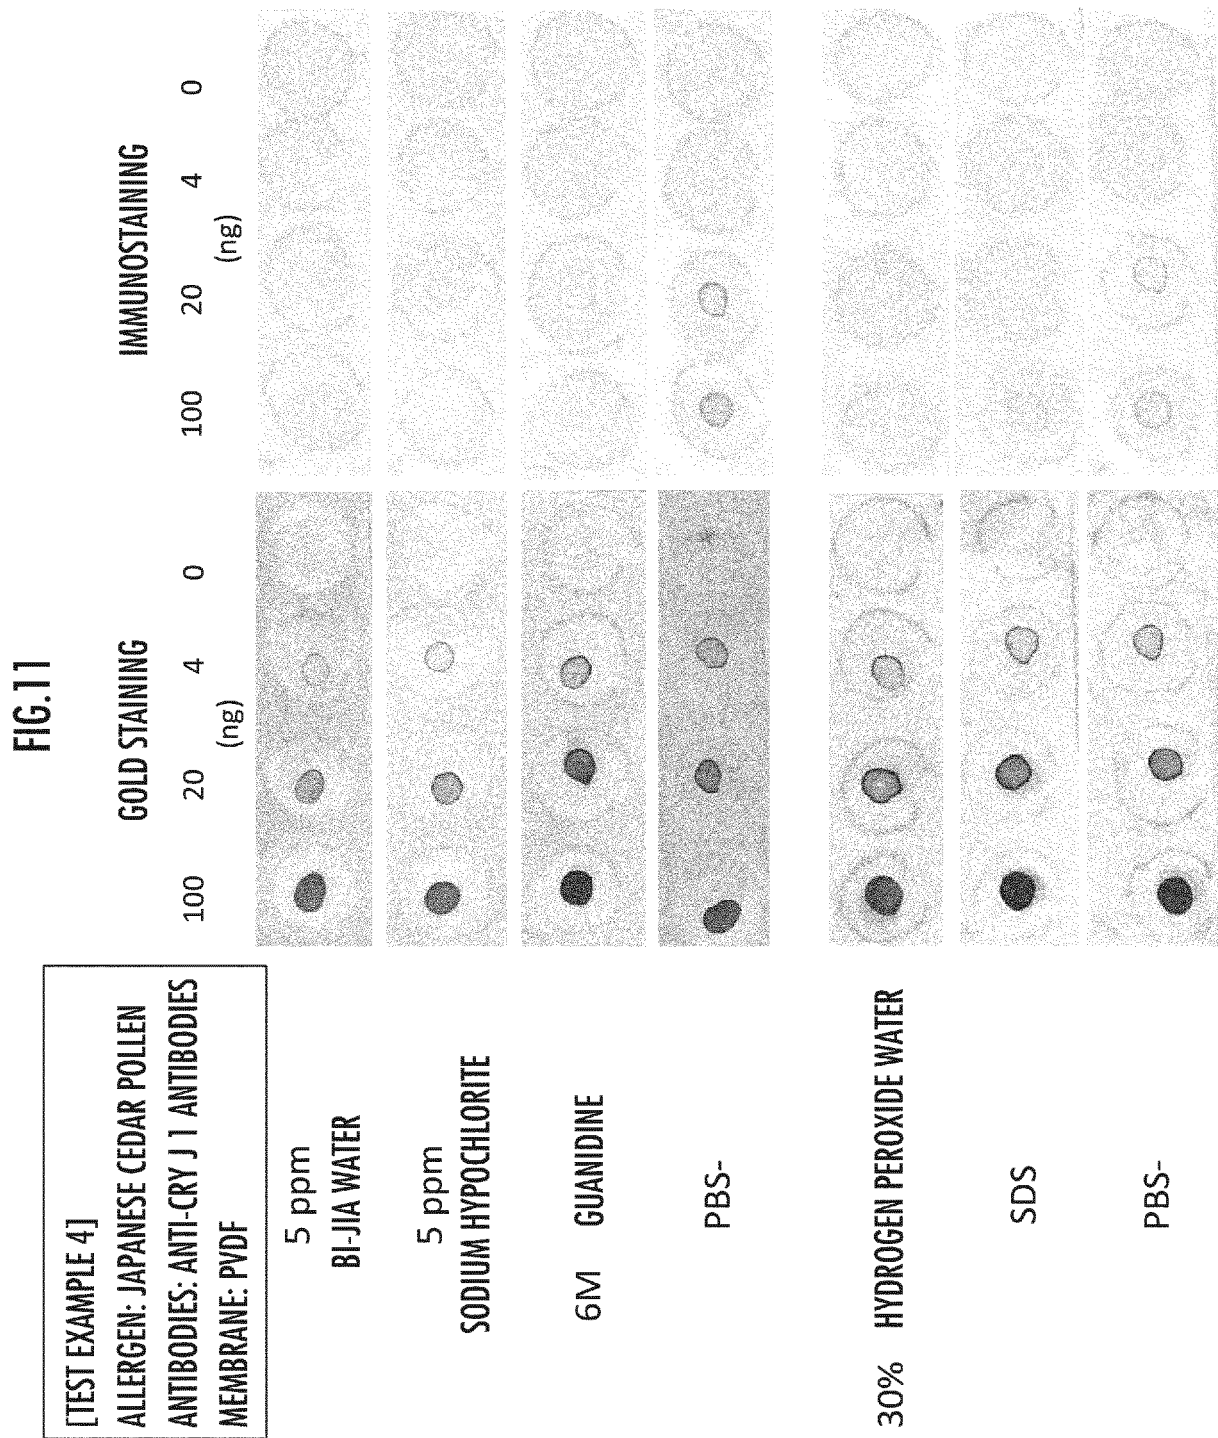 FIG.11
[TEST EXAMPLE 4]
ALLERGEN: JAPANESE CEDAR POLLEN
ANTIBODIES: ANTI-CRY J 1 ANTIBODIES
MEMBRANE: PVDF
GOLD STAINING
IMMUNOSTAINING
100 20 4 0
(ng)
100 20 4 0
(ng)
5 ppm
BI-JIA WATER
5 ppm
SODIUM HYPOCHLORITE
6M GUANIDINE
PBS-
30% HYDROGEN PEROXIDE WATER
SDS
PBS-